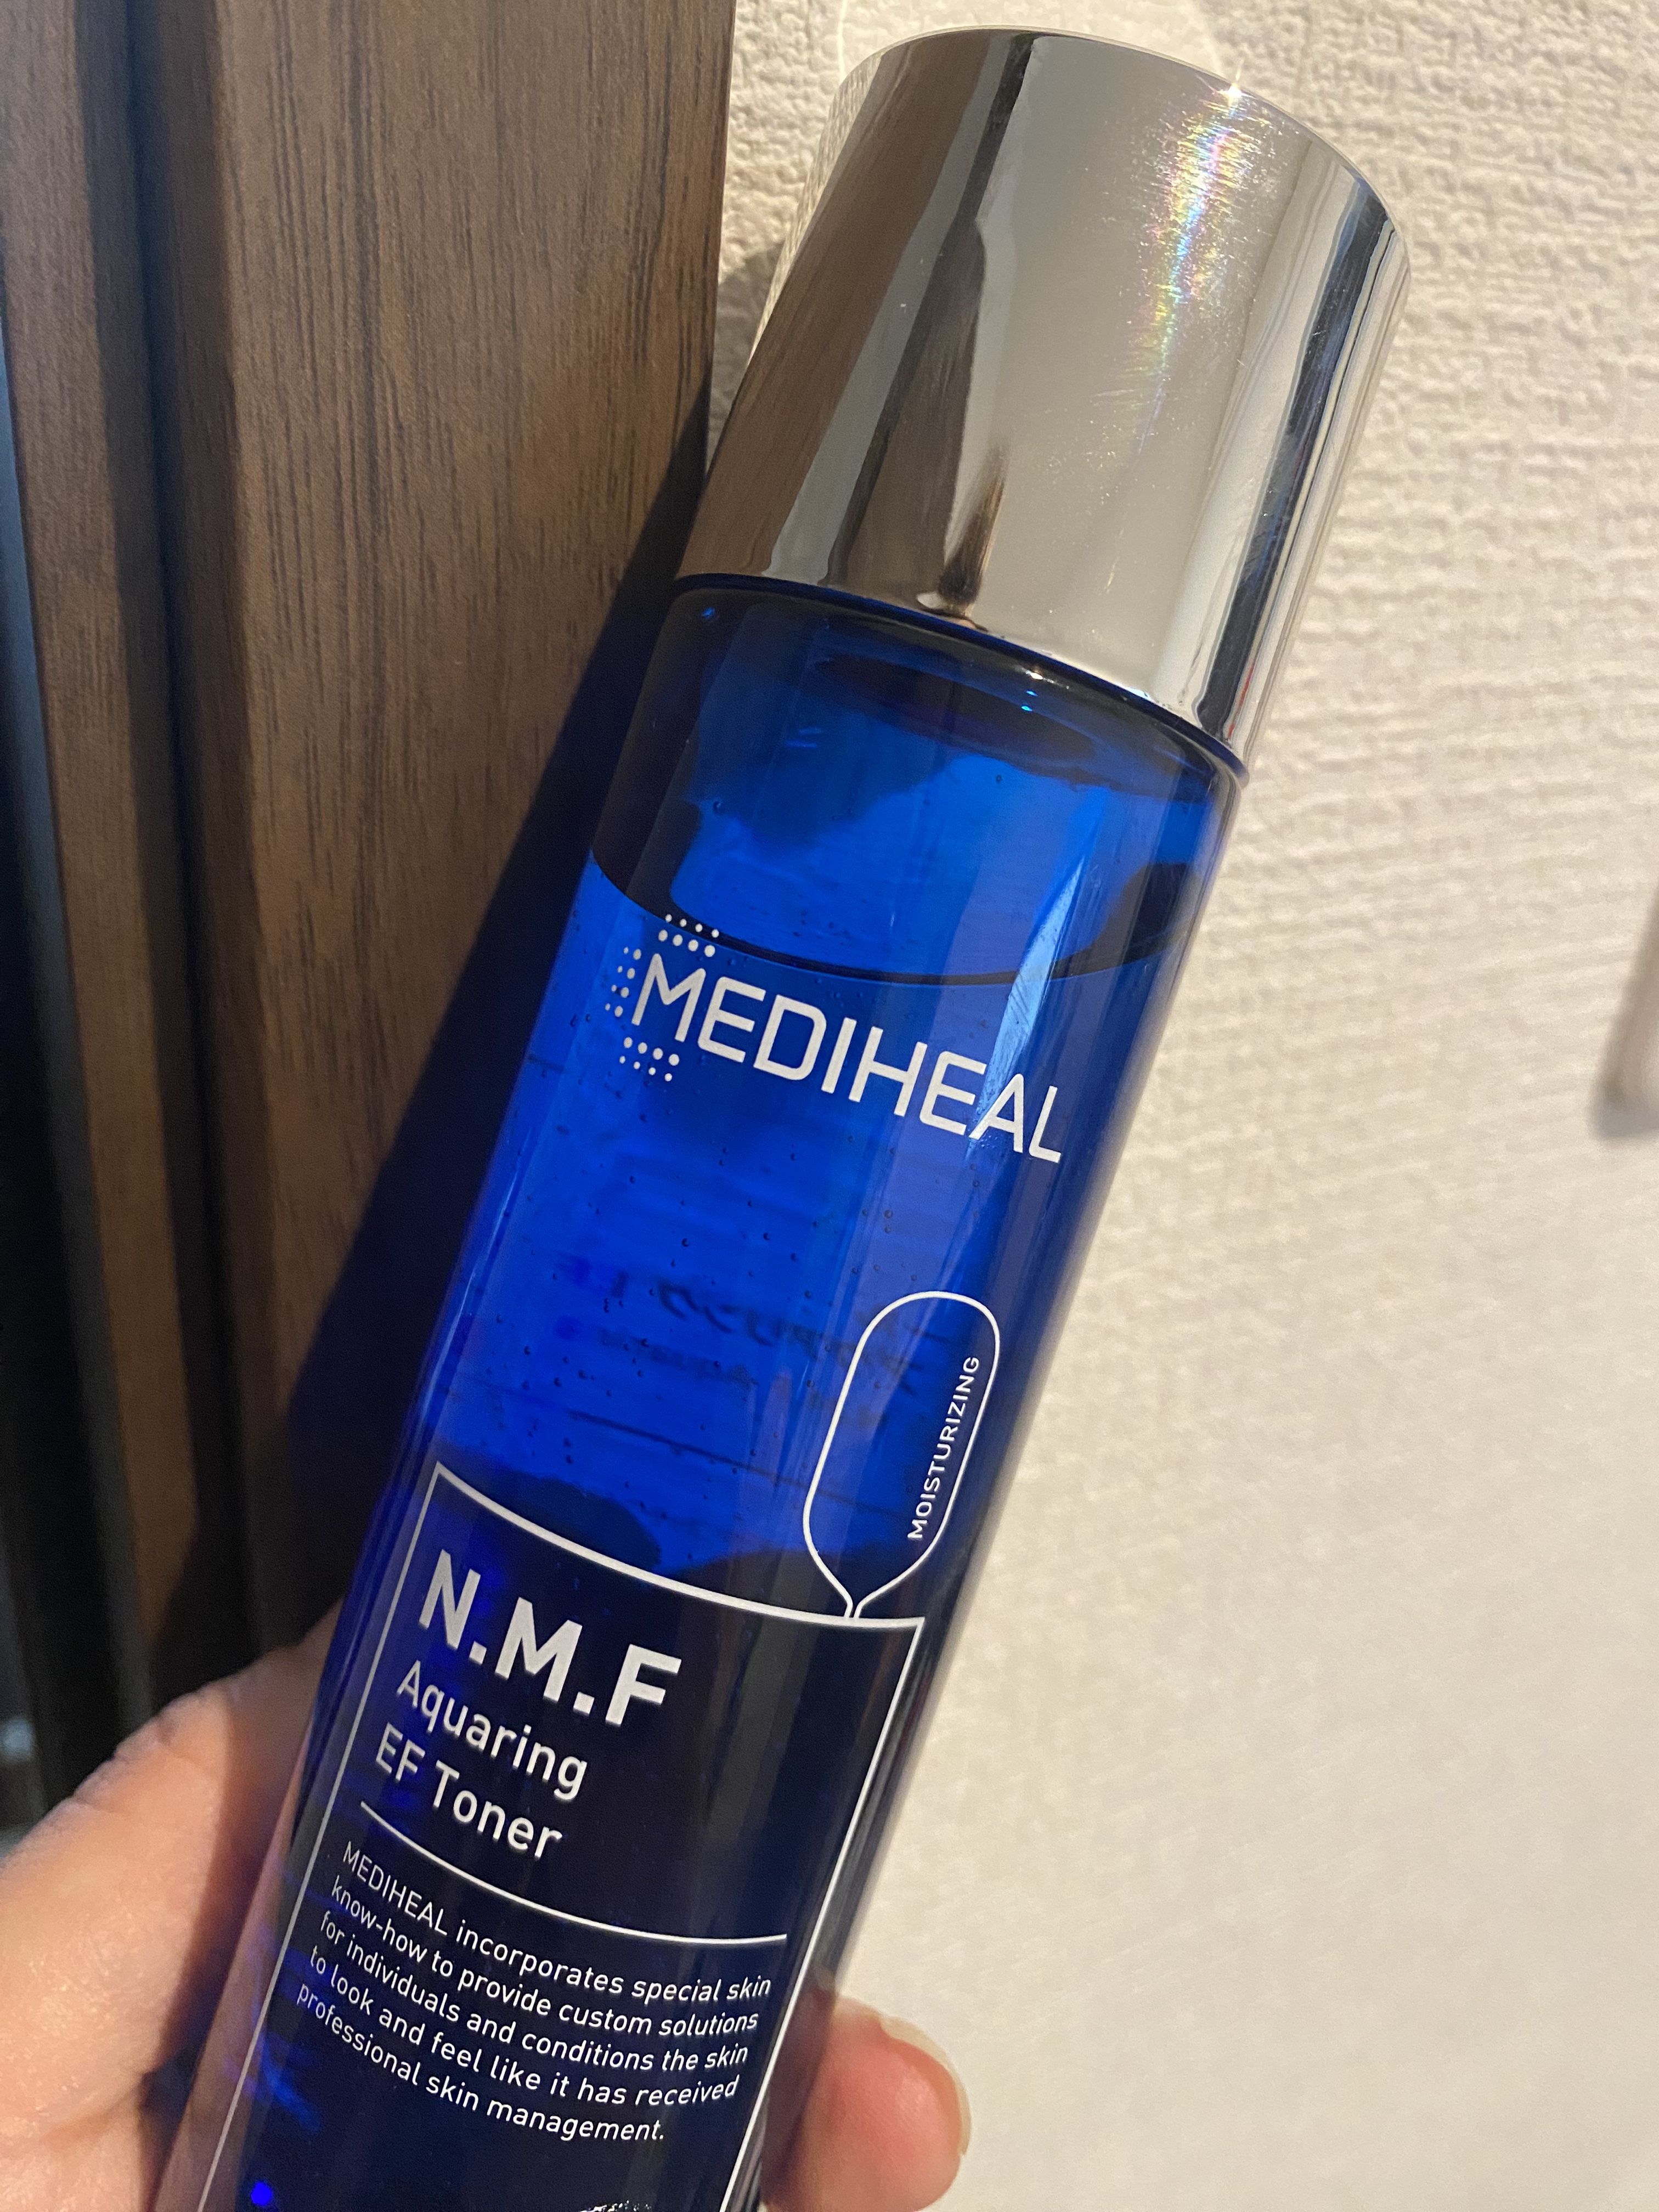 MEDIHEAL
MOISTURIZING
N.M.F
Aquaring
EF Toner
MEDIHEAL incorporates special skin
know-how to provide custom solutions
for individuals and conditions the skin
to look and feel like it has received
professional skin management.